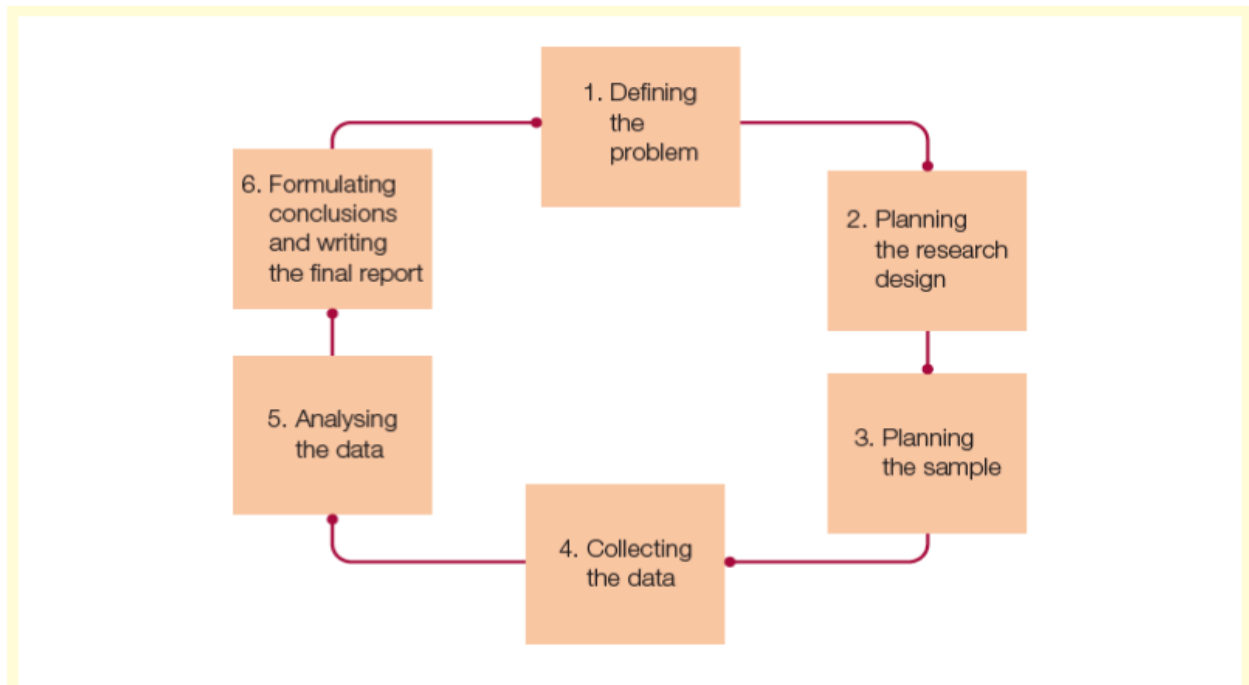 1. Defining
the
problem
2. Planning
the research
design
3. Planning
the sample
4. Collecting
the data
5. Analysing
the data
6. Formulating
conclusions
and writing
the final report